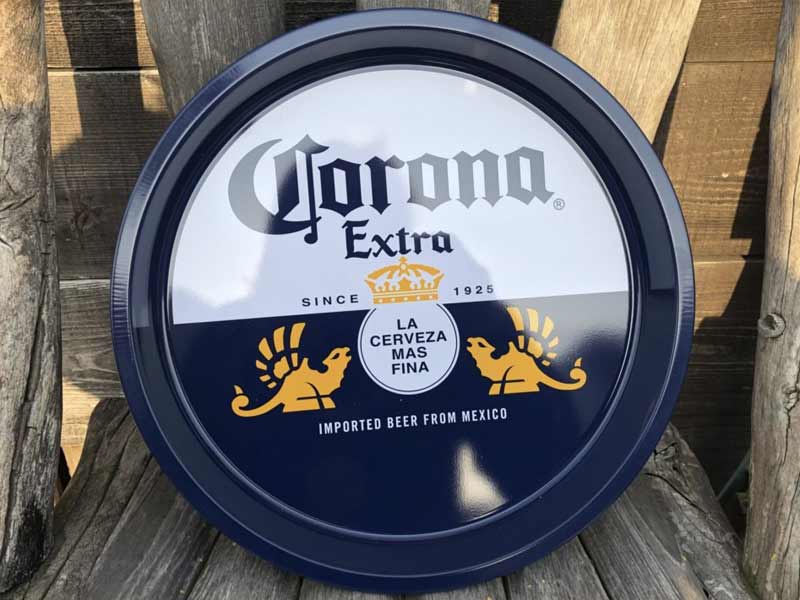 Corona®
Extra
SINCE 1925
LA
CERVEZA
MAS
FINA
IMPORTED BEER FROM MEXICO